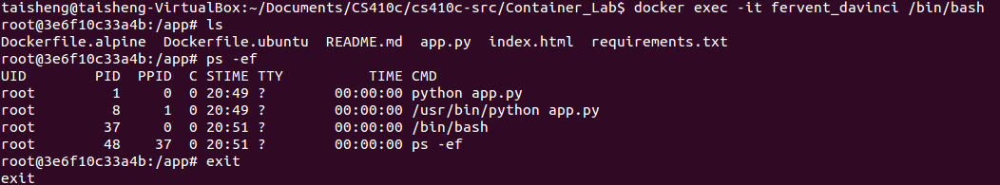 taisheng@taisheng-VirtualBox:~/Documents/CS410c/cs410c-src/Container_Lab$ docker exec -it fervent_davinci /bin/bash
root@3e6f10c33a4b:/app# ls
Dockerfile.alpine  Dockerfile.ubuntu  README.md  app.py  index.html  requirements.txt
root@3e6f10c33a4b:/app# ps -ef
UID        PID  PPID  C STIME TTY          TIME CMD
root         1     0  0 20:49 ?        00:00:00 python app.py
root         8     1  0 20:49 ?        00:00:00 /usr/bin/python app.py
root        37     0  0 20:51 ?        00:00:00 /bin/bash
root        48    37  0 20:51 ?        00:00:00 ps -ef
root@3e6f10c33a4b:/app# exit
exit